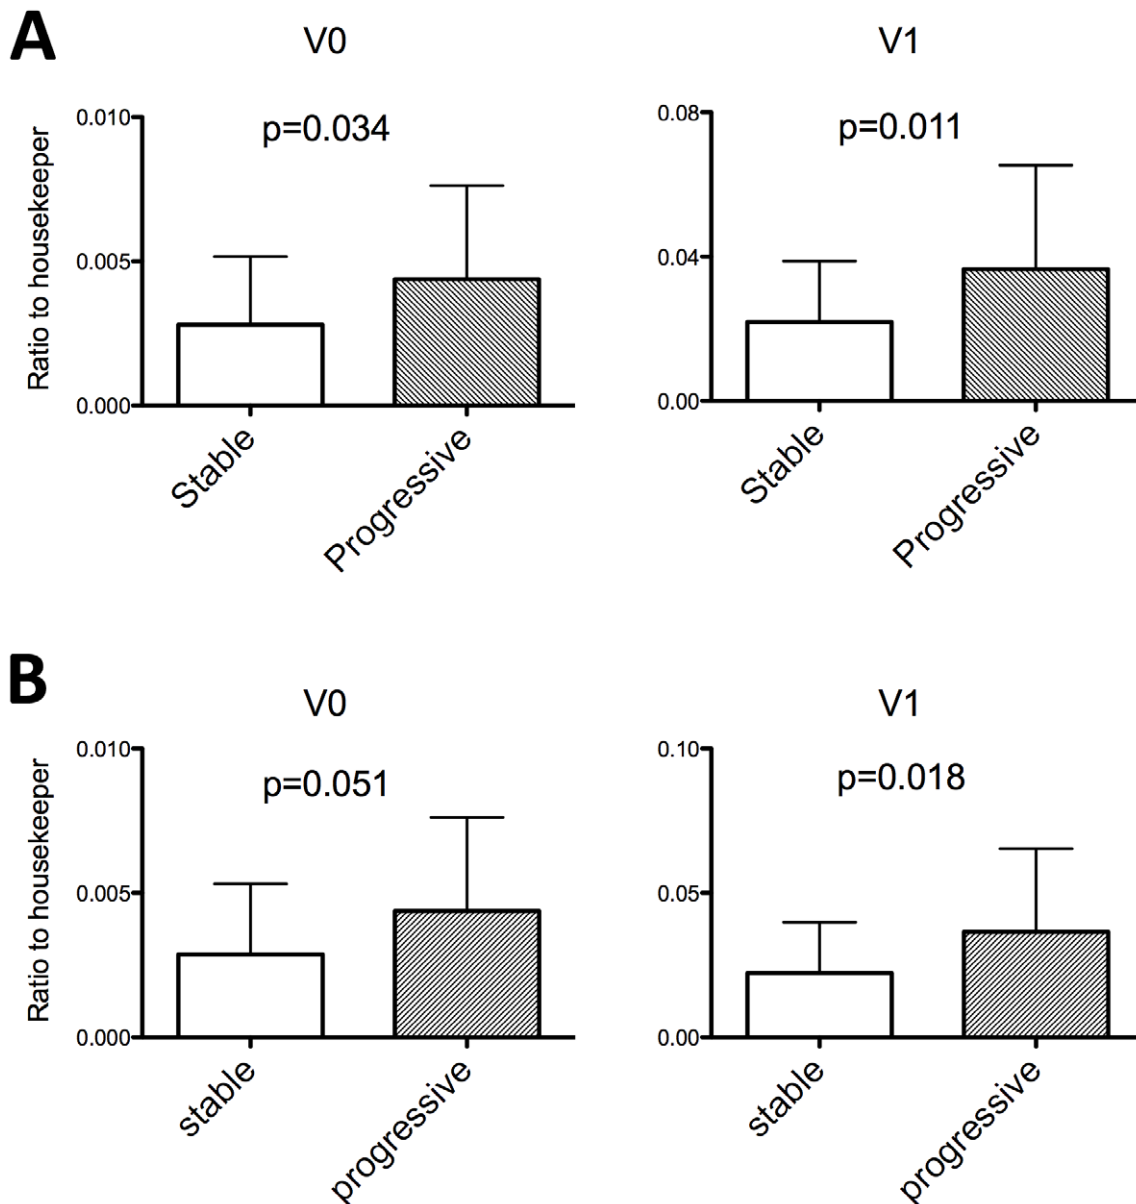 A
V0
V1
p=0.034
p=0.011
Ratio to housekeeper
0.010
0.005
0.000
0.08
0.04
0.00
Stable
Progressive
Stable
Progressive
B
V0
V1
p=0.051
p=0.018
Ratio to housekeeper
0.010
0.005
0.000
0.10
0.05
0.00
stable
progressive
stable
progressive